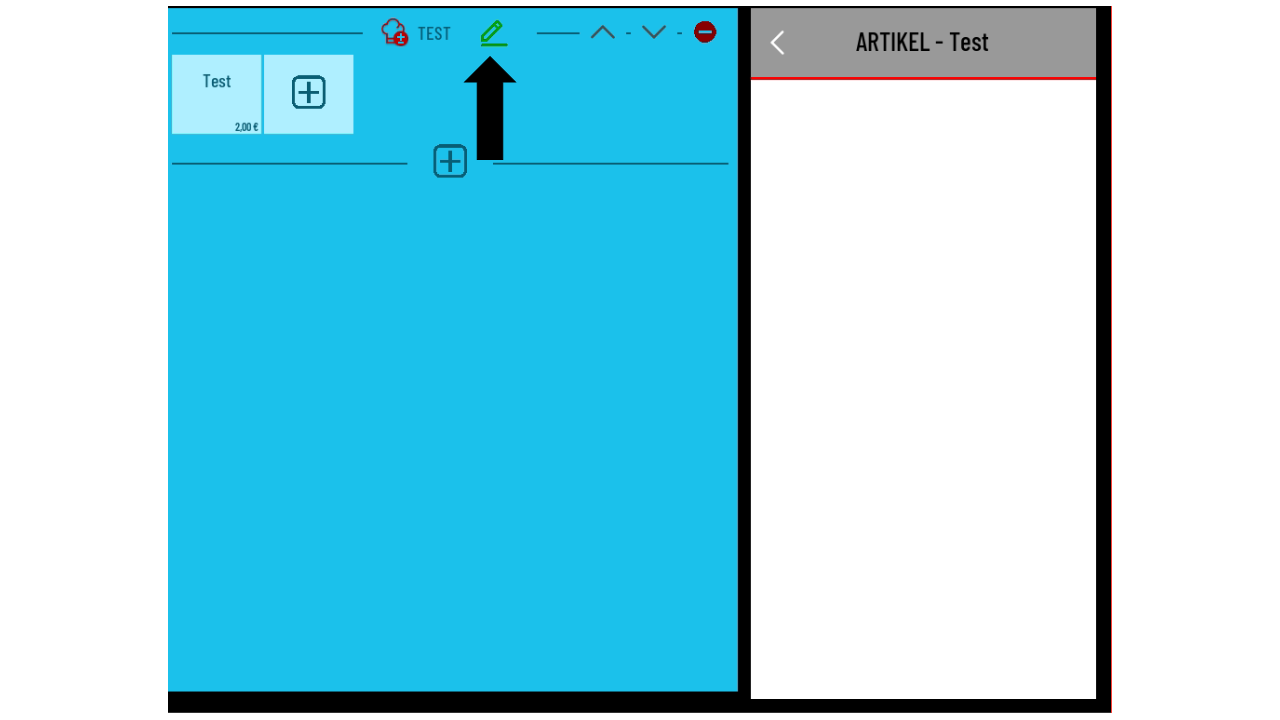 TEST
ARTIKEL - Test
Test
2,00 €